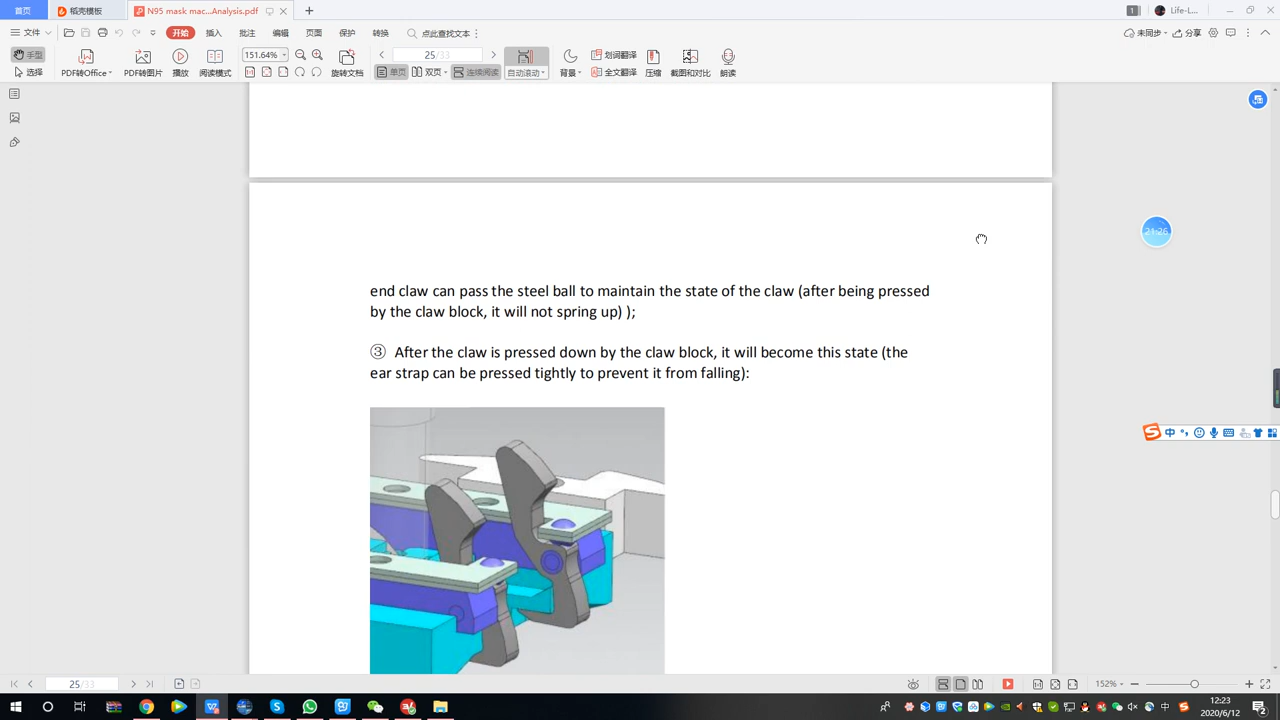 首页
稻壳模板
N95 mask mac...Analysis.pdf
1
Life-L...
文件
开始
插入
批注
编辑
页面
保护
转换
点此查找文本
未同步
分享
手型
选择
PDF转Office
PDF转图片
播放
阅读模式
151.64%
旋转文档
25/33
单页
双页
连续阅读
自动滚动
背景
划词翻译
全文翻译
压缩
截图和对比
朗读
21:26
end claw can pass the steel ball to maintain the state of the claw (after being pressed
by the claw block, it will not spring up) );
③ After the claw is pressed down by the claw block, it will become this state (the
ear strap can be pressed tightly to prevent it from falling):
中
25/33
152%
中
12:23
2020/6/12
2